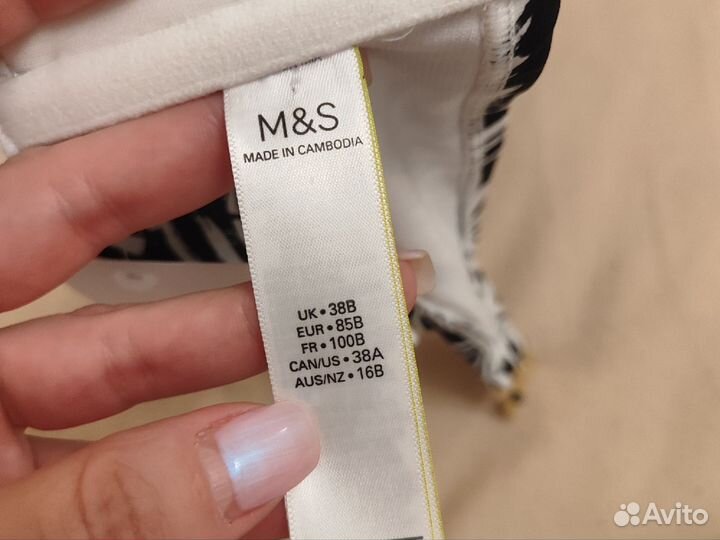 M&S
MADE IN CAMBODIA
UK • 38B
EUR • 85B
FR • 100B
CAN/US • 38A
AUS/NZ • 16B
Avito